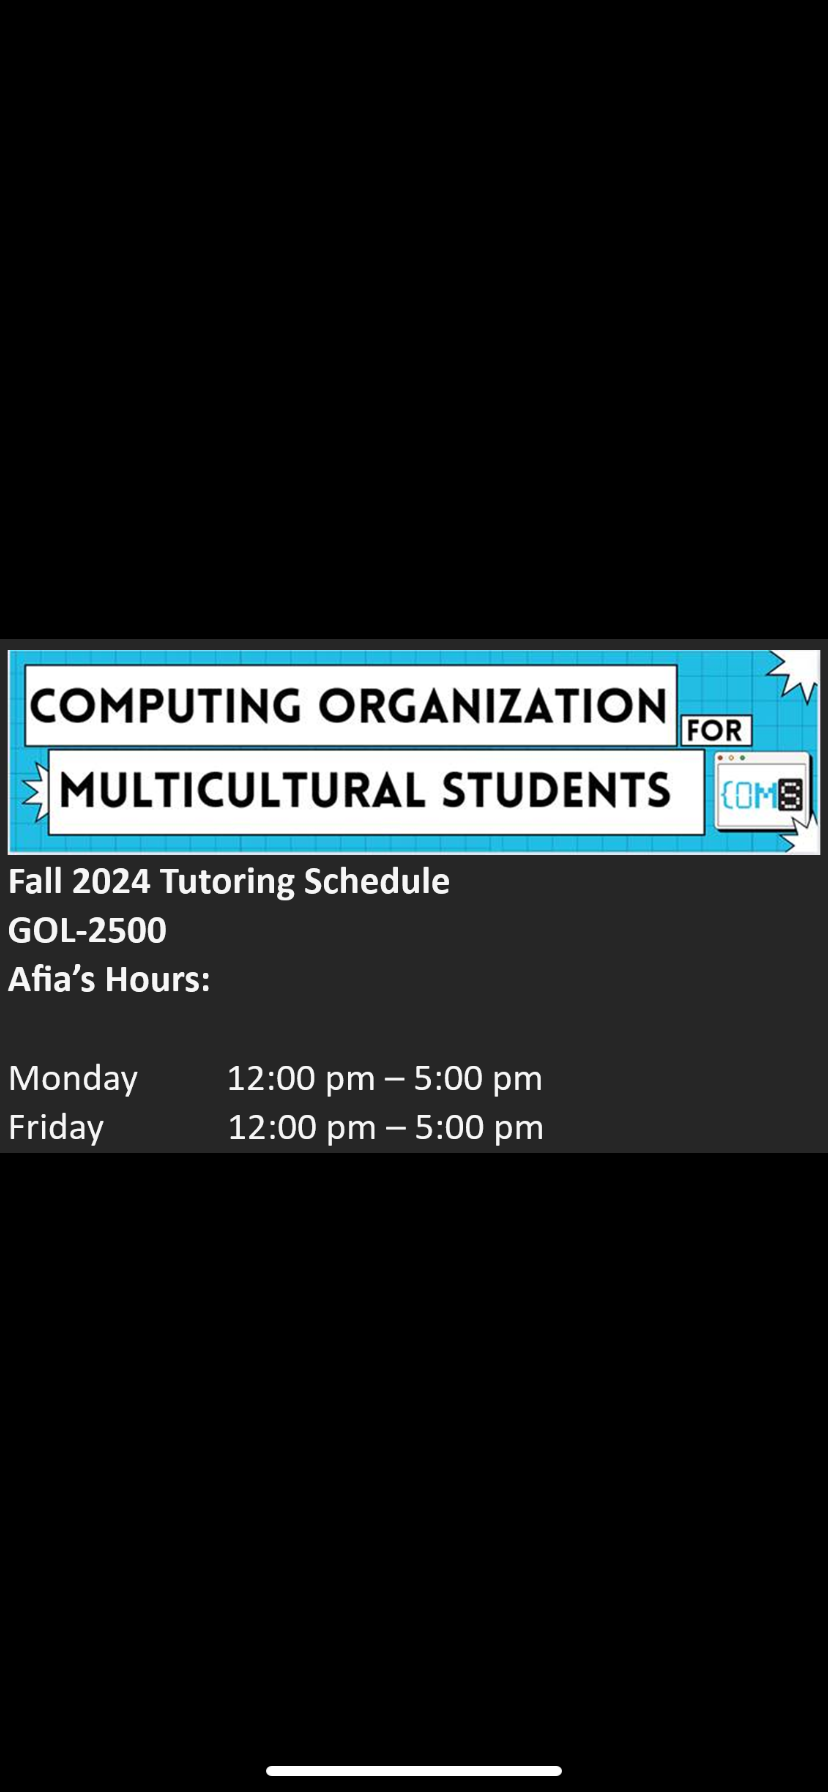 COMPUTING ORGANIZATION
FOR
MULTICULTURAL STUDENTS
{OMS
Fall 2024 Tutoring Schedule
GOL-2500
Afia’s Hours:
Monday 12:00 pm – 5:00 pm
Friday 12:00 pm – 5:00 pm